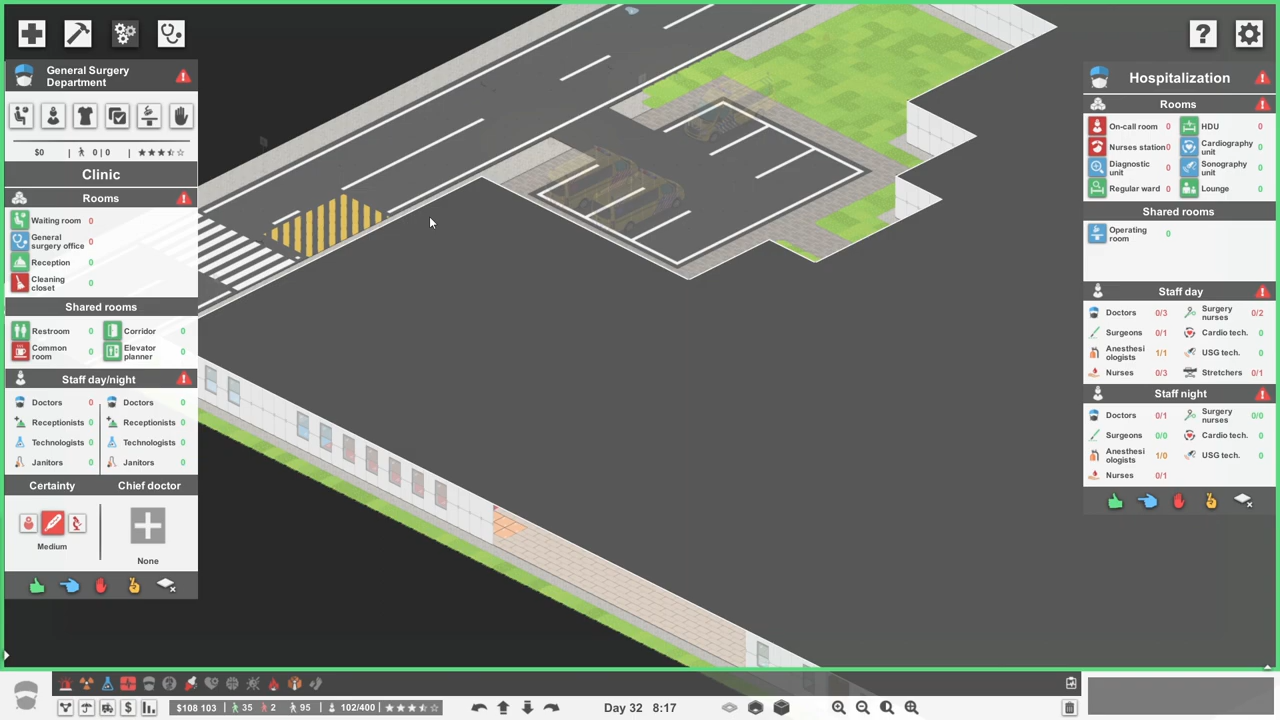 General Surgery
Department
$0 | 0|0 |
Clinic
Rooms
Waiting room 0
General
surgery office 0
Reception 0
Cleaning
closet 0
Shared rooms
Restroom 0 Corridor 0
Common
room 0 Elevator
planner 0
Staff day/night
Doctors 0 Doctors 0
Receptionists 0 Receptionists 0
Technologists 0 Technologists 0
Janitors 0 Janitors 0
Certainty Chief doctor
Medium None
?
Hospitalization
Rooms
On-call room 0 HDU 0
Nurses station 0 Cardiography
unit 0
Diagnostic
unit 0 Sonography
unit 0
Regular ward 0 Lounge 0
Shared rooms
Operating
room 0
Staff day
Doctors 0/3 Surgery
nurses 0/2
Surgeons 0/1 Cardio tech. 0
Anesthesi
ologists 1/1 USG tech. 0
Nurses 0/3 Stretchers 0/1
Staff night
Doctors 0/1 Surgery
nurses 0/0
Surgeons 0/0 Cardio tech. 0
Anesthesi
ologists 1/0 USG tech. 0
Nurses 0/1
$108 103 | 35 2 | 95 | 102/400 |
Day 32 8:17